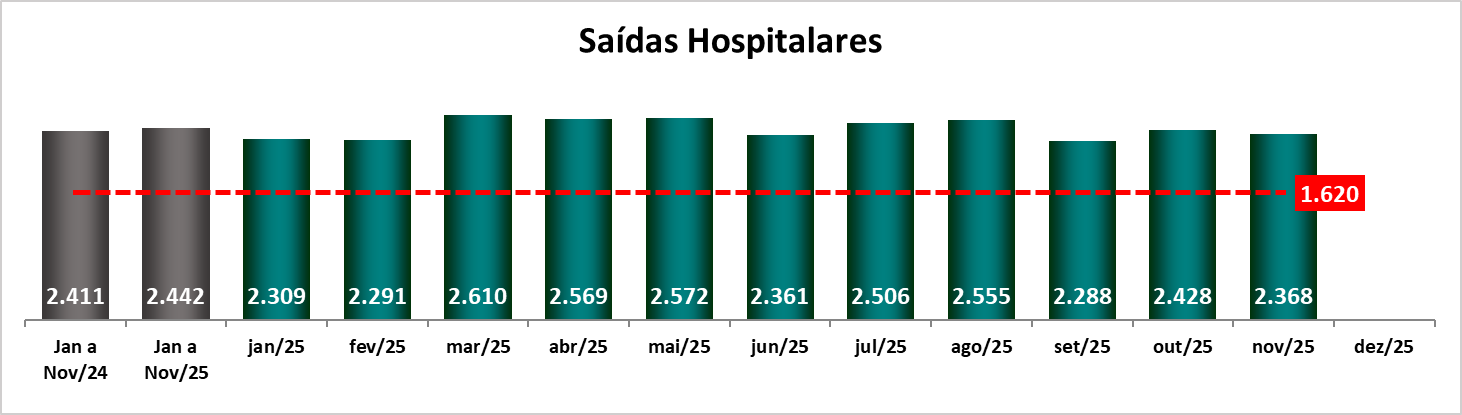 Saídas Hospitalares
1.620
2.411 2.442 2.309 2.291 2.610 2.569 2.572 2.361 2.506 2.555 2.288 2.428 2.368
Jan a Jan a jan/25 fev/25 mar/25 abr/25 mai/25 jun/25 jul/25 ago/25 set/25 out/25 nov/25 dez/25
Nov/24 Nov/25